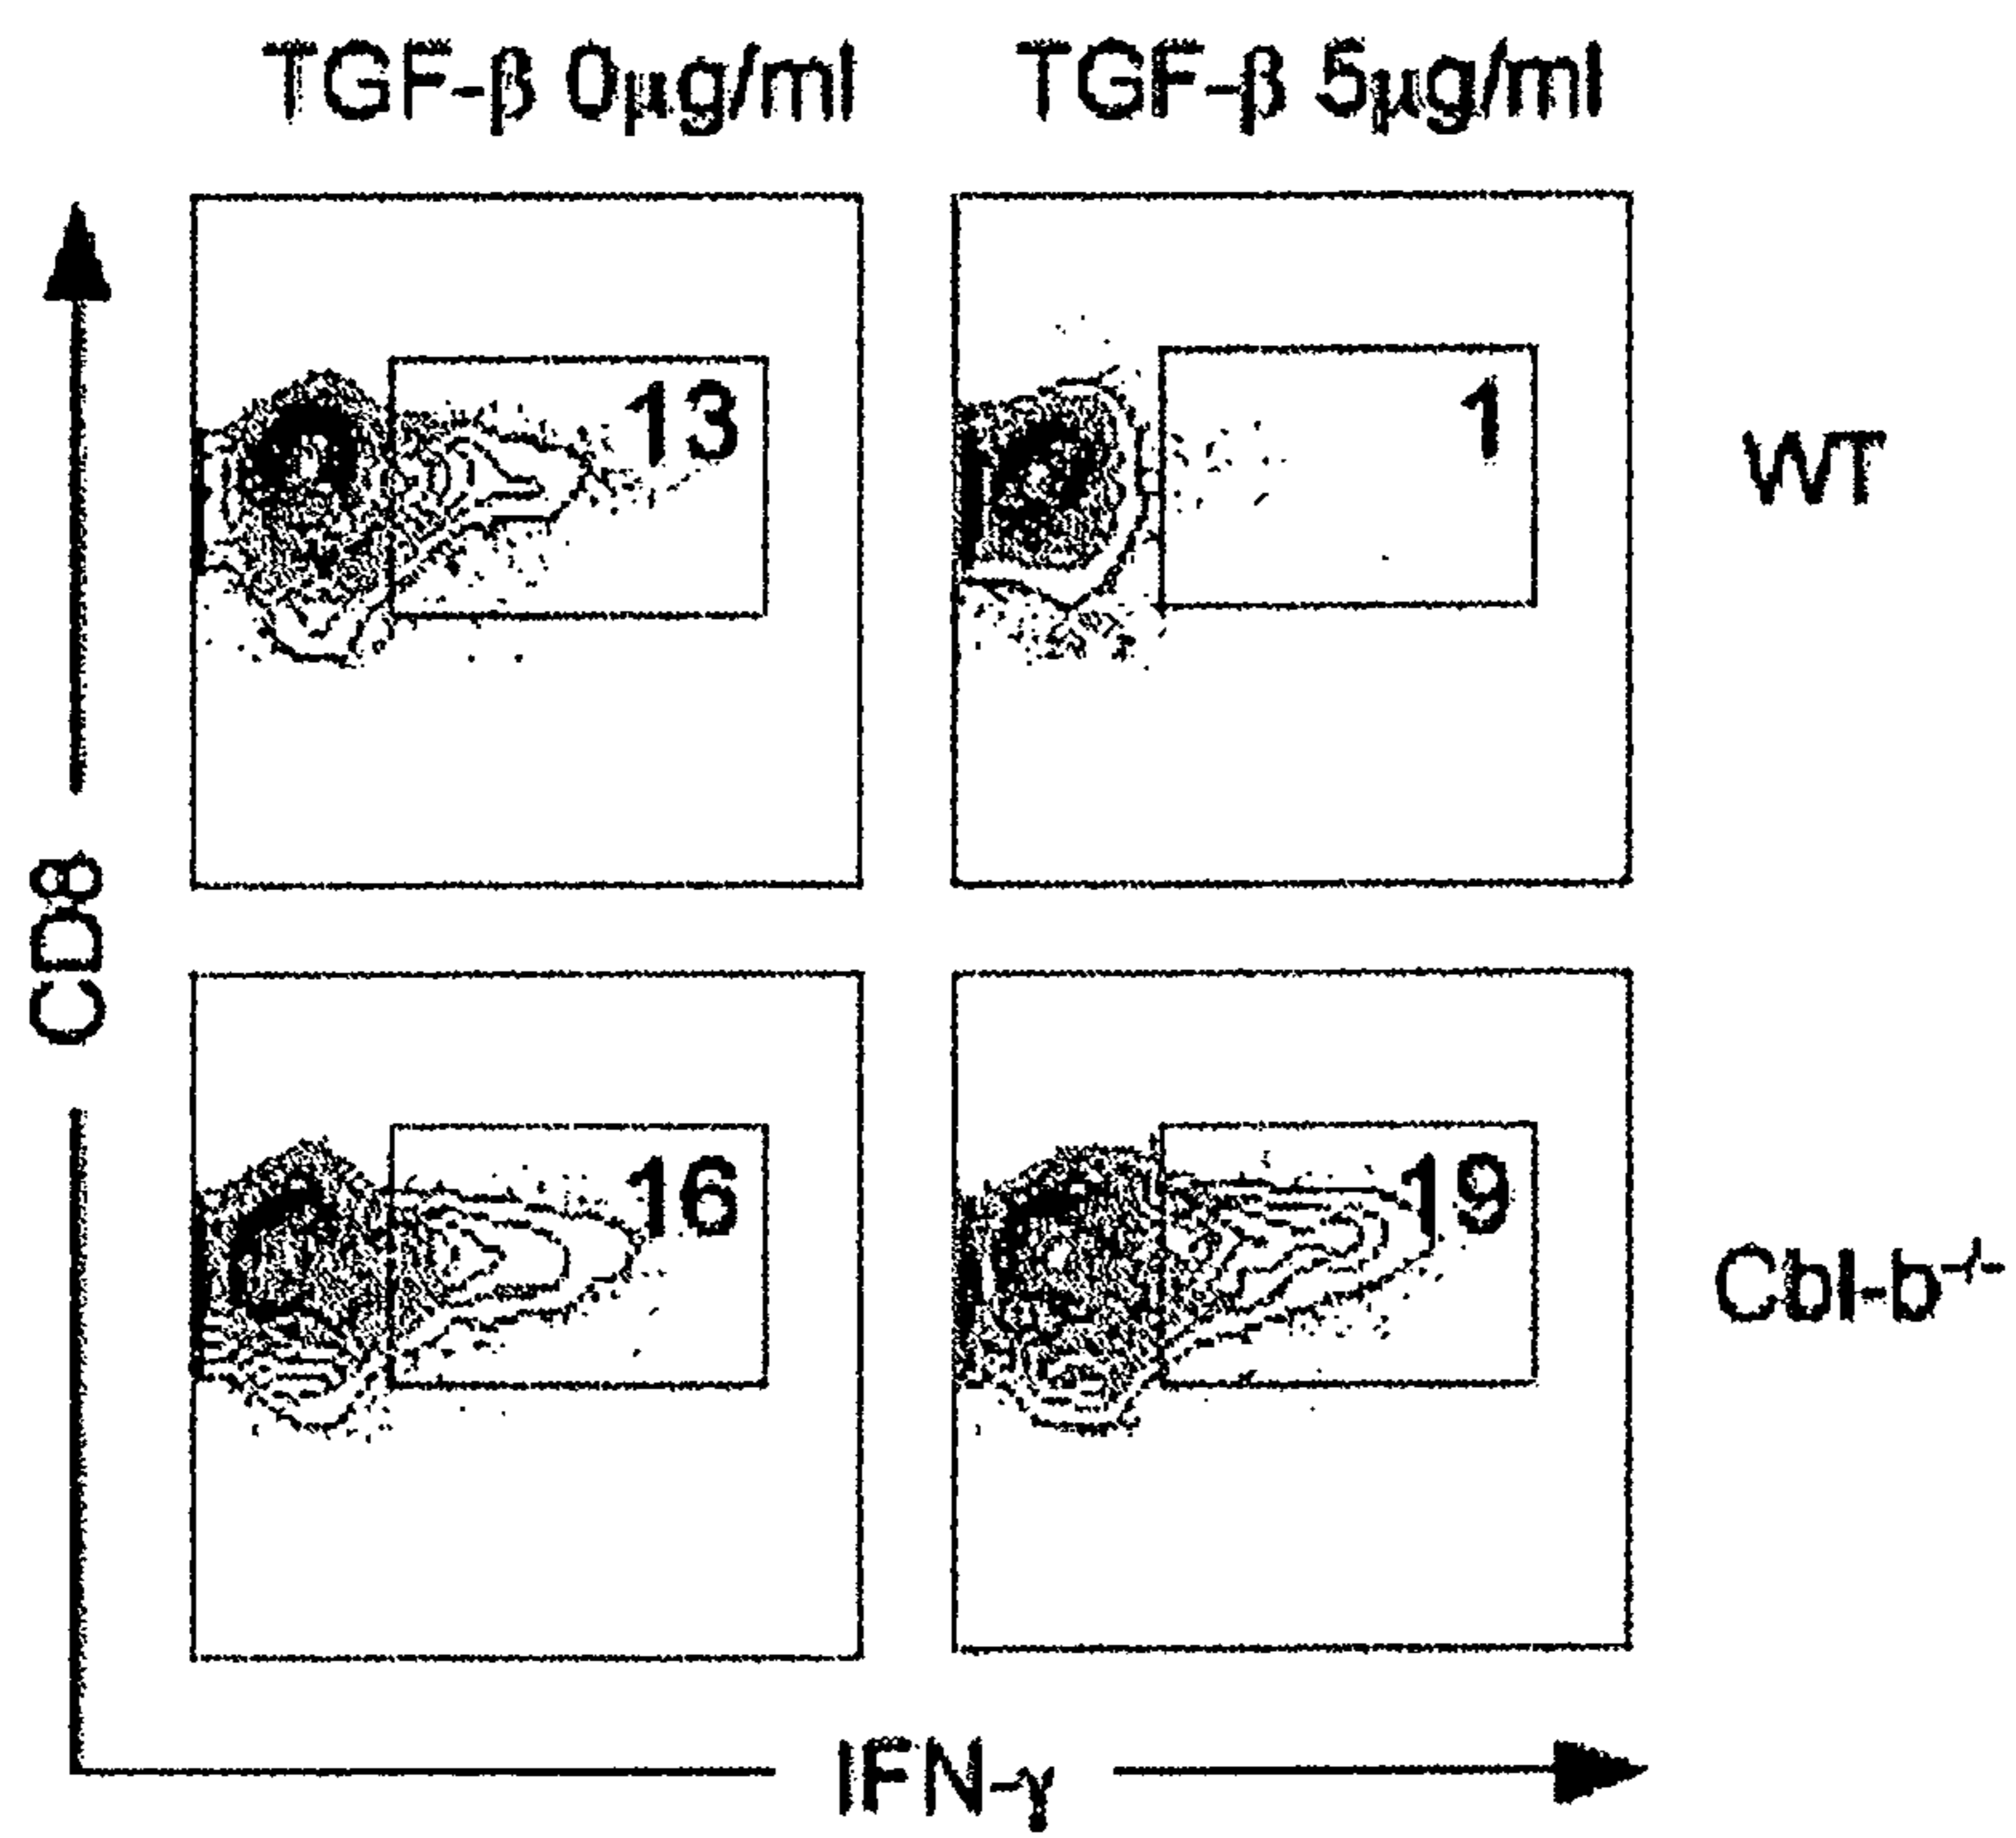 TGF-β 0µg/ml TGF-β 5µg/ml
13
1
WT
CD8
16
19
Cbl-b-/-
IFN-γ